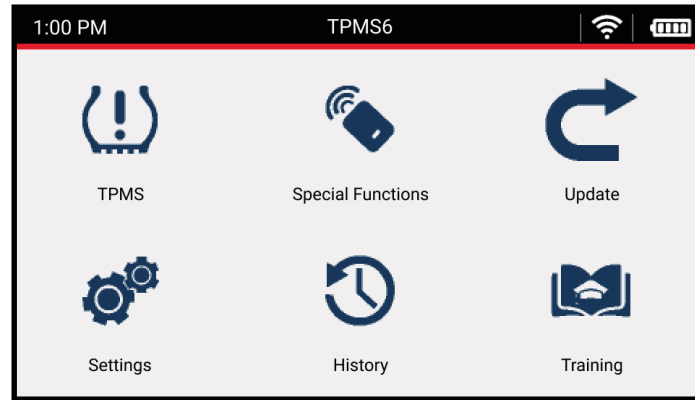 1:00 PM TPMS6
TPMS Special Functions Update
Settings History Training